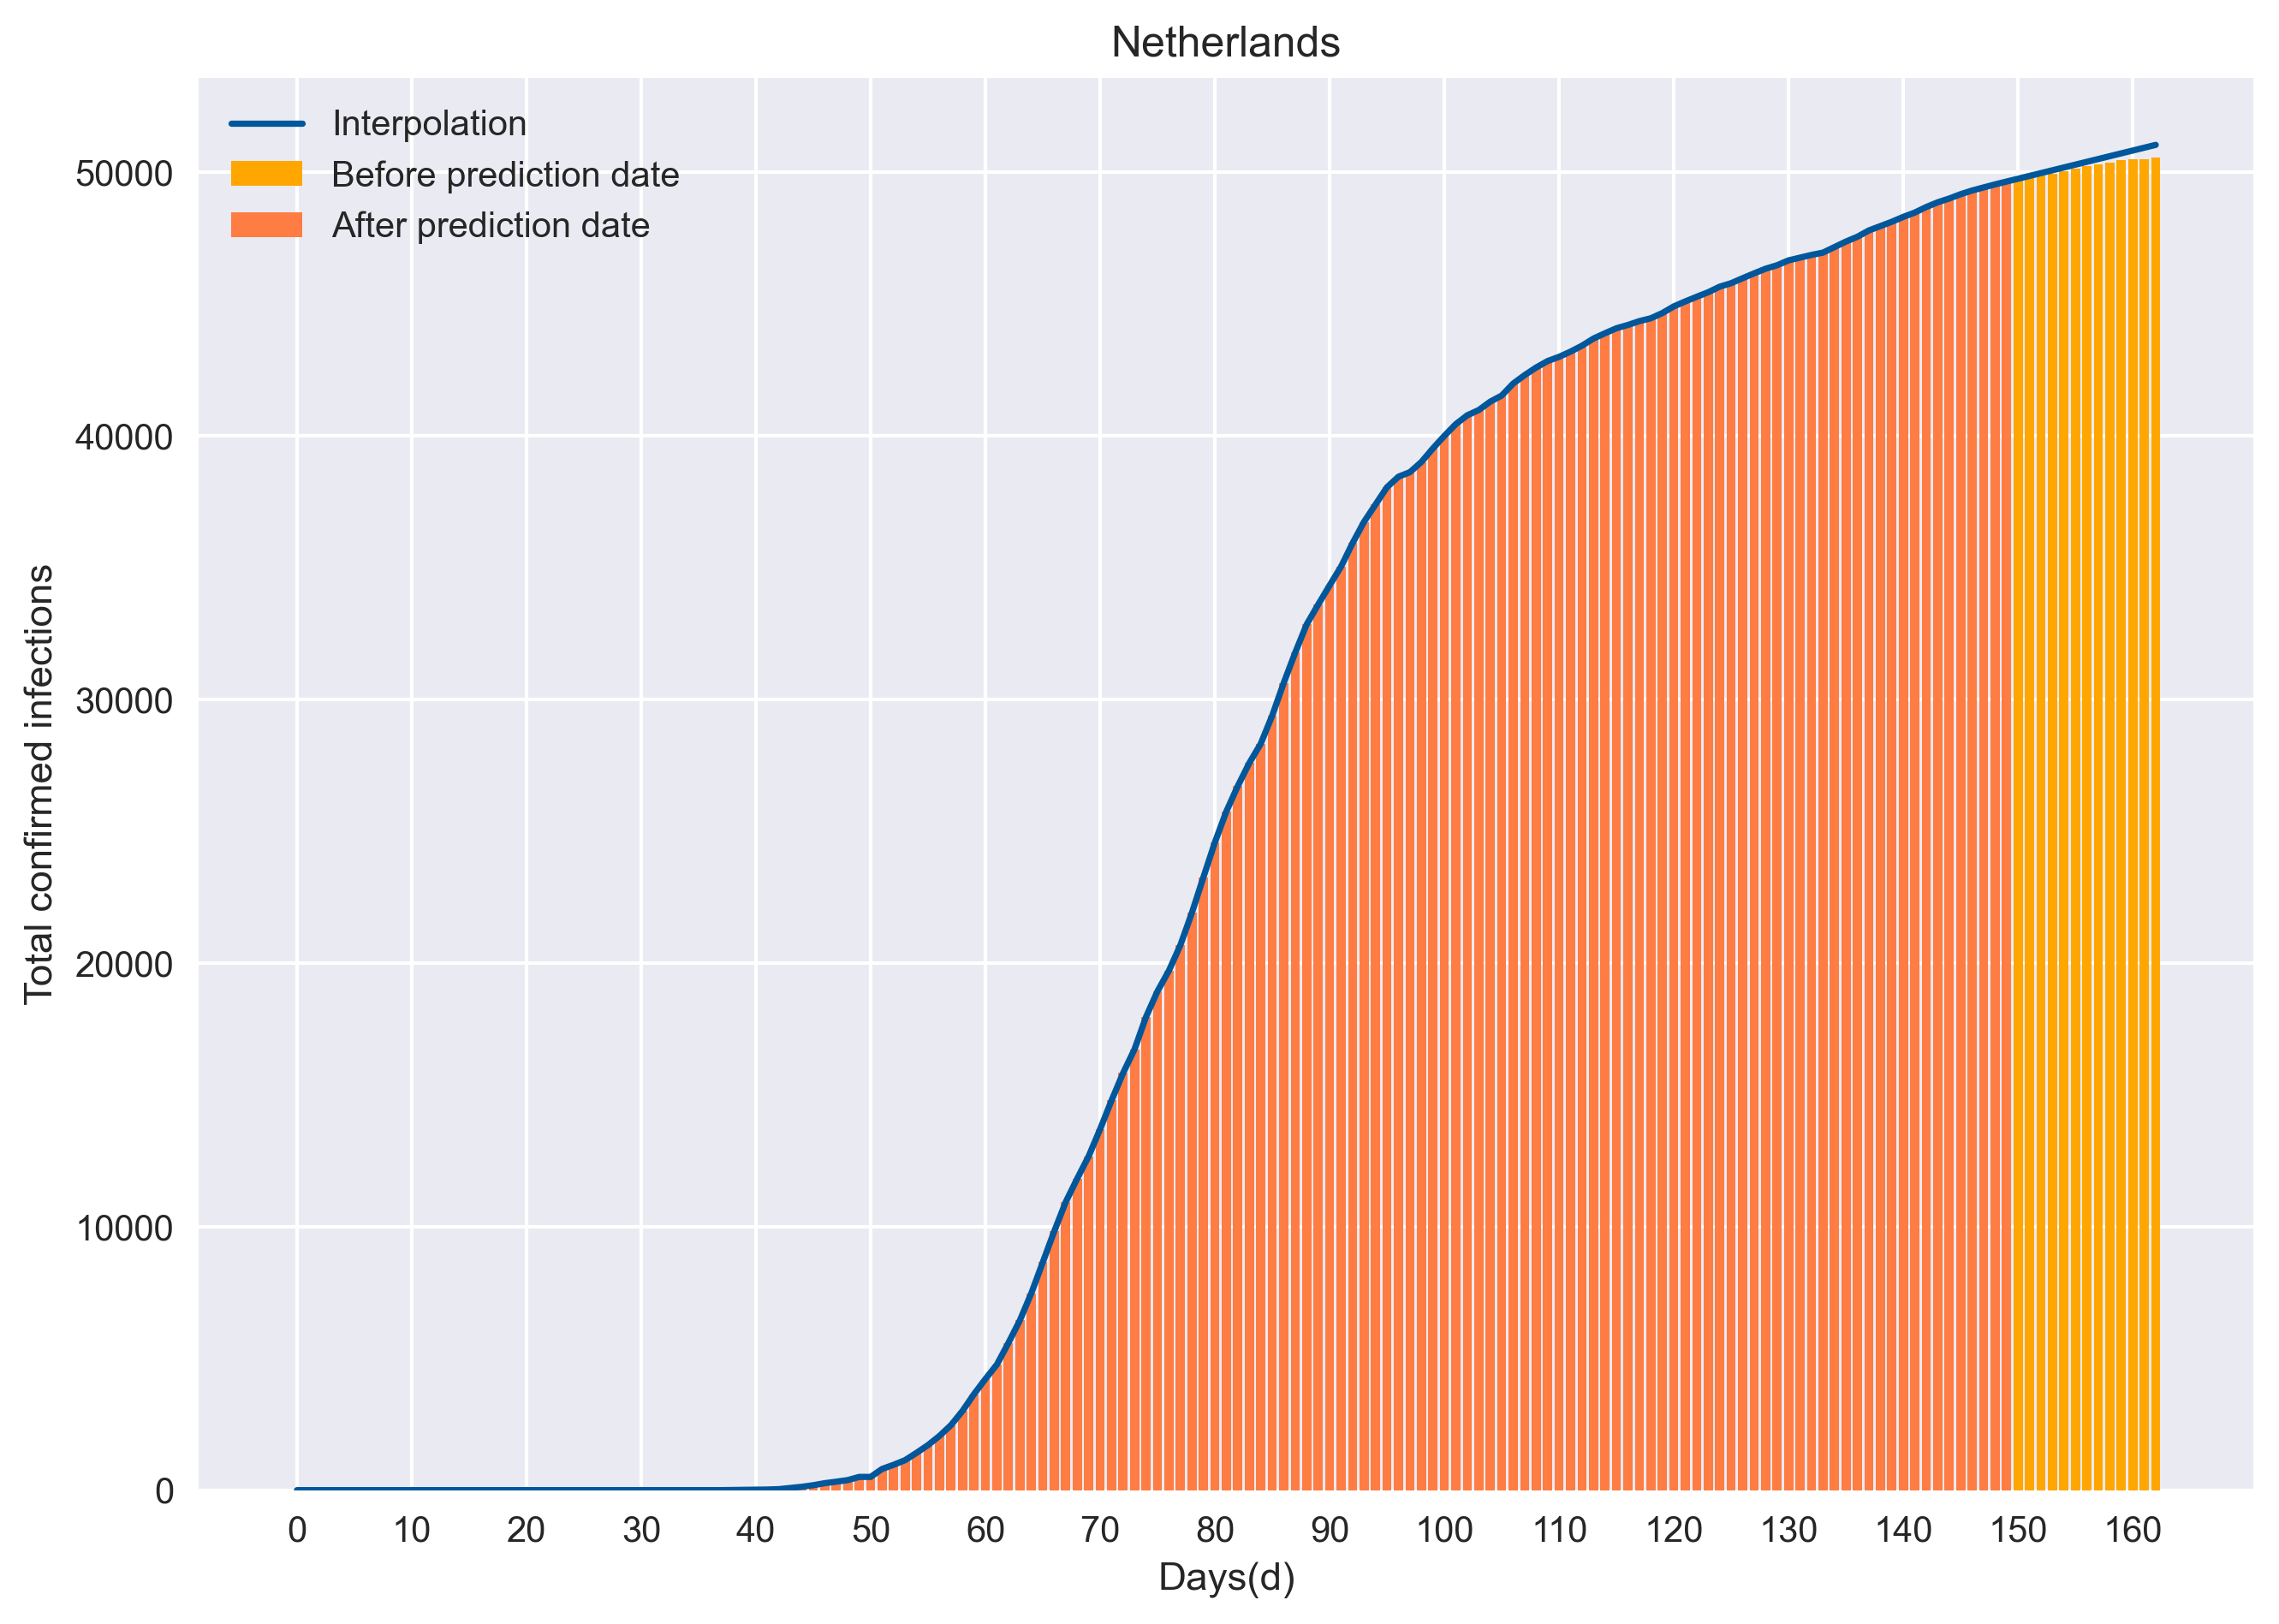 Netherlands
Interpolation
Before prediction date
After prediction date
Total confirmed infections
50000
40000
30000
20000
10000
0
0 10 20 30 40 50 60 70 80 90 100 110 120 130 140 150 160
Days(d)